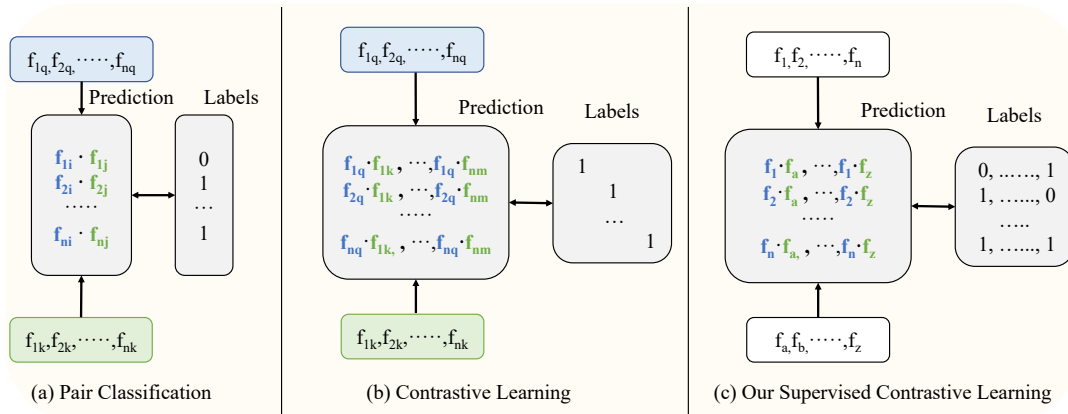 f1q,f2q,·····,fnq
Prediction Labels
f1i · f1j
f2i · f2j
·····
fni · fnj
0
1
...
1
f1k,f2k,·····,fnk
(a) Pair Classification
f1q,f2q,·····,fnq
Prediction
Labels
f1q·f1k , ···,f1q·fnm
f2q·f1k , ···,f2q·fnm
·····
fnq·f1k, , ···,fnq·fnm
1
1
...
1
f1k,f2k,·····,fnk
(b) Contrastive Learning
f1,f2,·····,fn
Prediction
Labels
f1·fa , ···,f1·fz
f2·fa , ···,f2·fz
·····
fn·fa, , ···,fn·fz
0, ..…., 1
1, …..., 0
…..
1, …..., 1
fa,fb,·····,fz
(c) Our Supervised Contrastive Learning